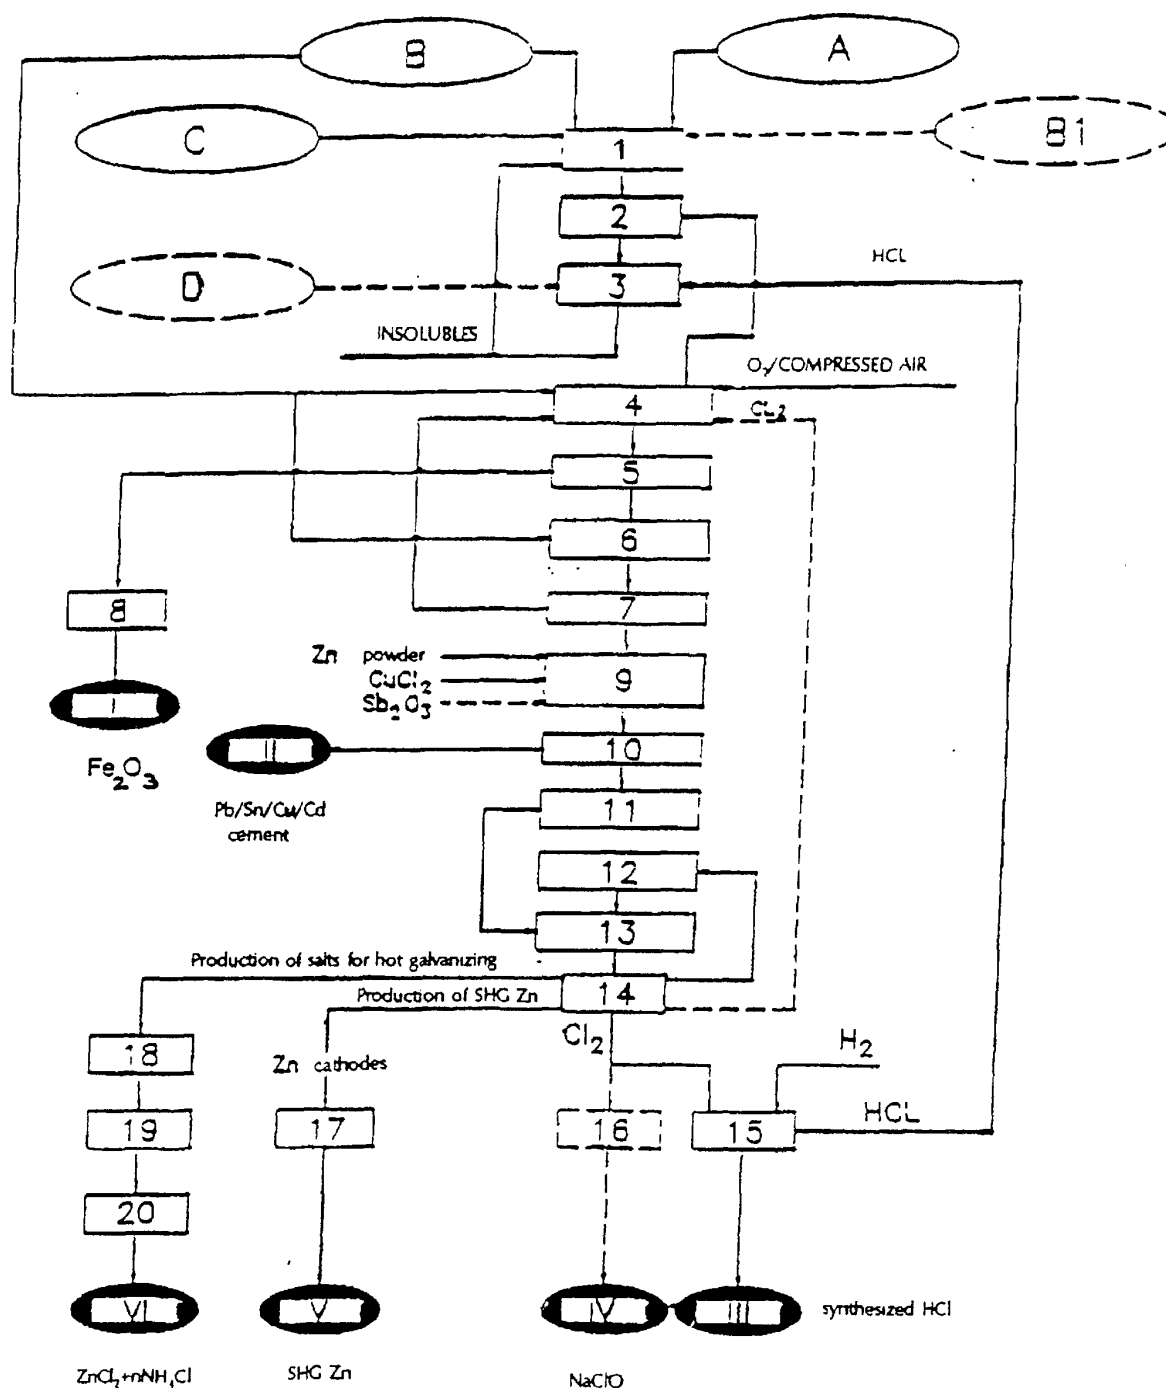 B
A
C
B1
1
2
HCL
D
3
INSOLUBLES
O₂/COMPRESSED AIR
4
CL₂
5
6
8
7
Zn powder
CuCl₂
9
Sb₂O₃
I
II
10
Fe₂O₃
Pb/Sn/Cu/Cd
cement
11
12
13
Production of salts for hot galvanizing
Production of SHG Zn
14
Cl₂
H₂
18
Zn cathodes
HCL
19
17
16
15
20
VI
V
IV
III
synthesized HCl
ZnCl₂+nNH₄Cl
SHG Zn
NaClO